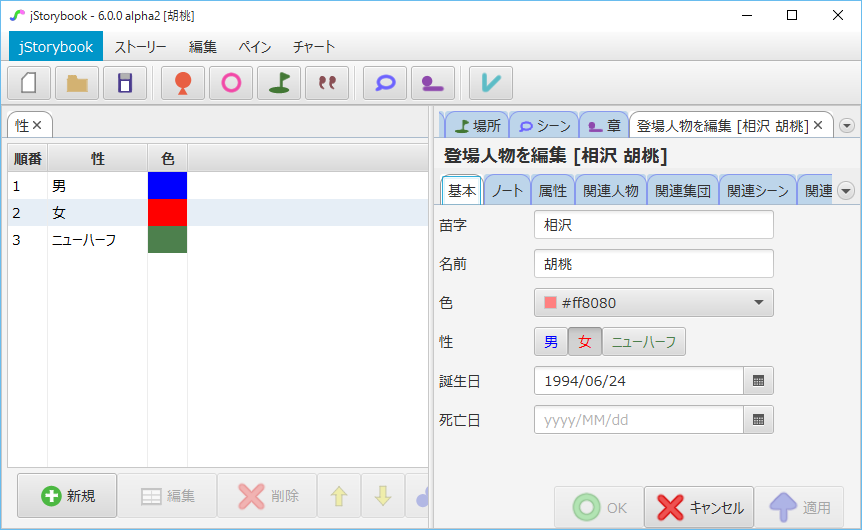 jStorybook - 6.0.0 alpha2 [胡桃]
jStorybook ストーリー 編集 ペイン チャート
性
順番 性 色
1 男
2 女
3 ニューハーフ
新規 編集 削除
場所 シーン 章 登場人物を編集 [相沢 胡桃]
登場人物を編集 [相沢 胡桃]
基本 ノート 属性 関連人物 関連集団 関連シーン 関連
苗字 相沢
名前 胡桃
色 #ff8080
性 男 女 ニューハーフ
誕生日 1994/06/24
死亡日 yyyy/MM/dd
OK キャンセル 適用